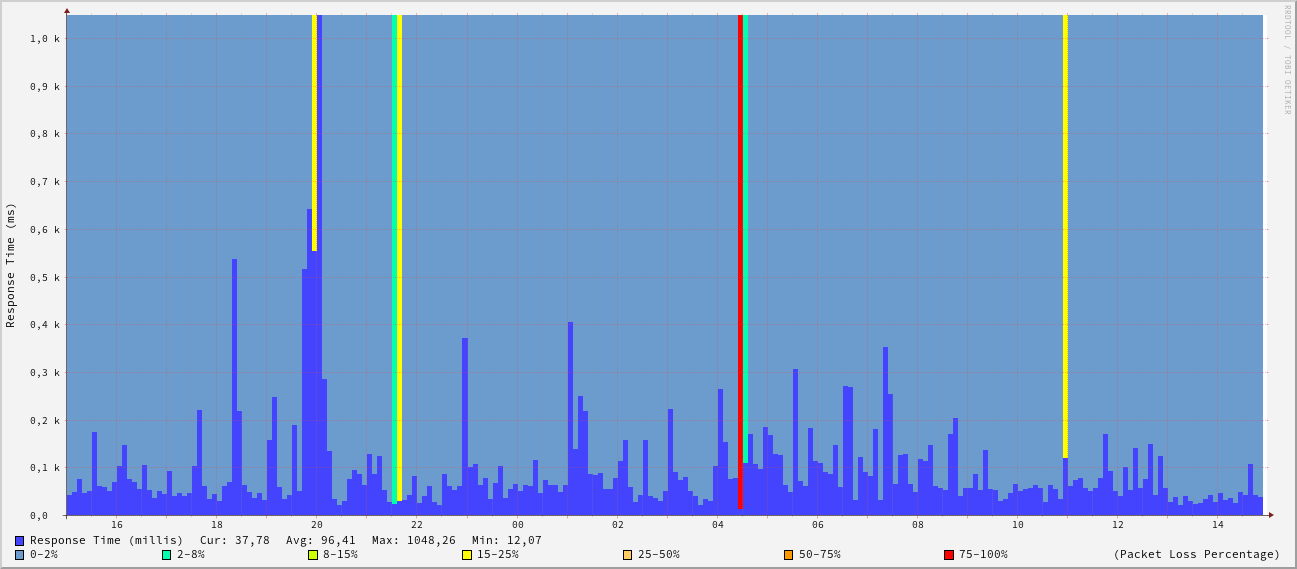 RRDTOOL / TOBI OETIKER
Response Time (ms)
1,0 k
0,9 k
0,8 k
0,7 k
0,6 k
0,5 k
0,4 k
0,3 k
0,2 k
0,1 k
0,0
16 18 20 22 00 02 04 06 08 10 12 14
Response Time (millis) Cur: 37,78 Avg: 96,41 Max: 1048,26 Min: 12,07
0-2% 2-8% 8-15% 15-25% 25-50% 50-75% 75-100% (Packet Loss Percentage)